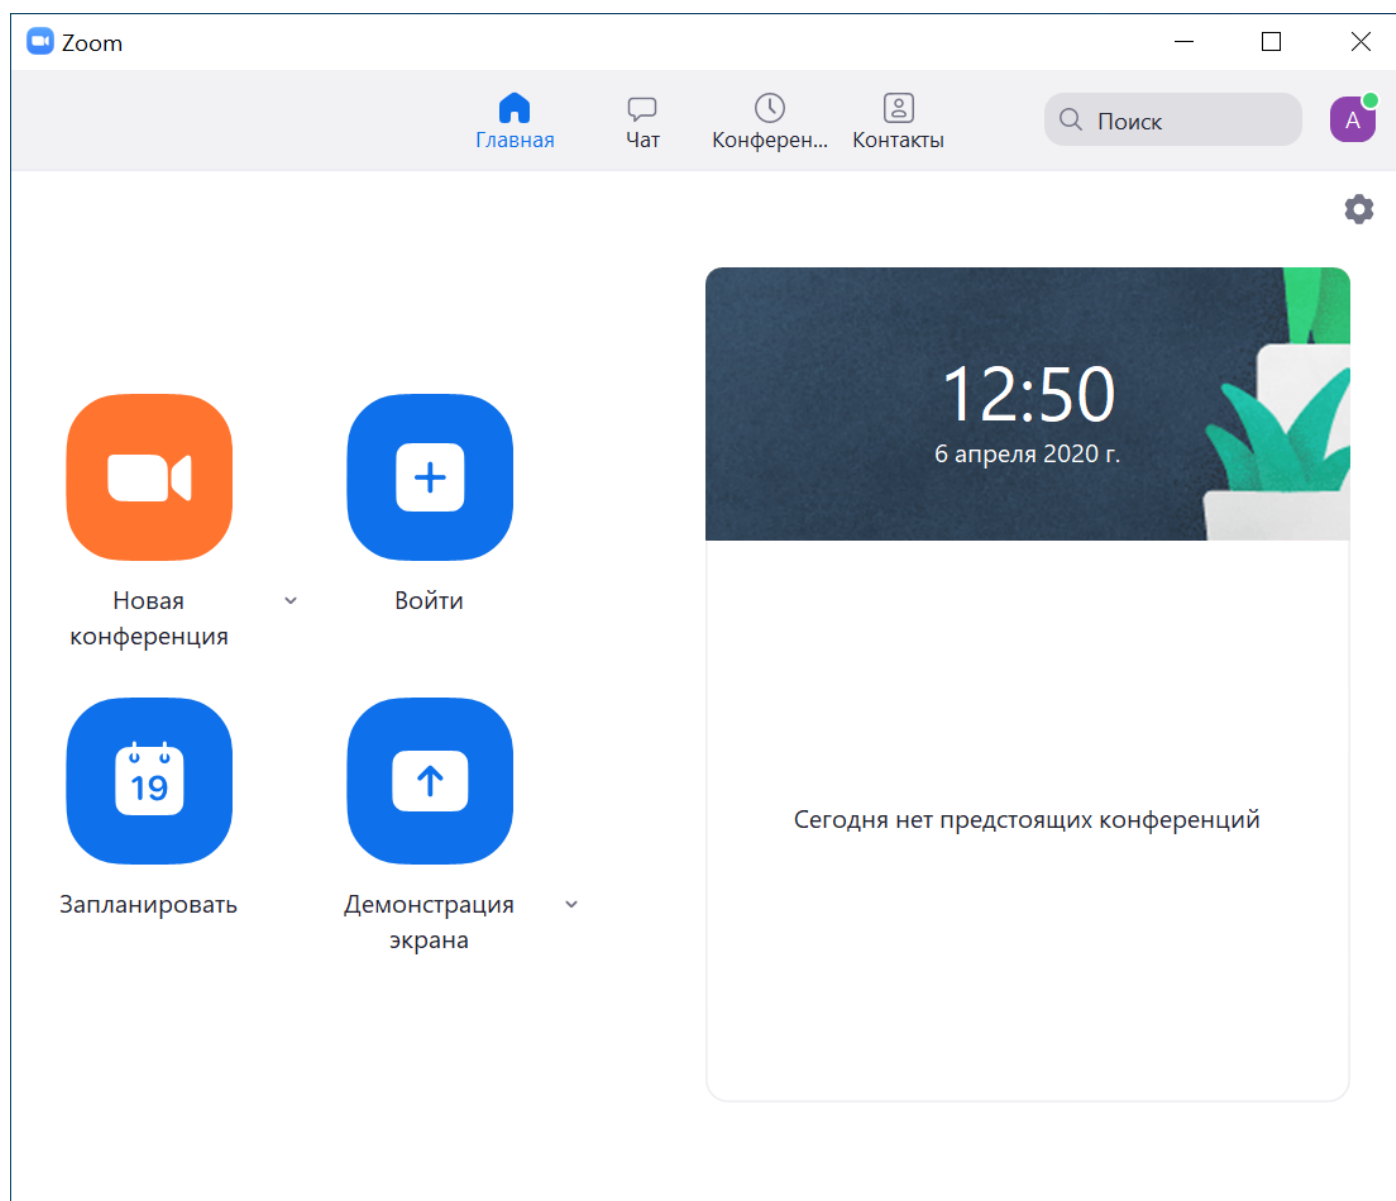 Zoom
Главная
Чат
Конферен...
Контакты
Поиск
А
12:50
6 апреля 2020 г.
Новая
конференция
Войти
19
Запланировать
Демонстрация
экрана
Сегодня нет предстоящих конференций